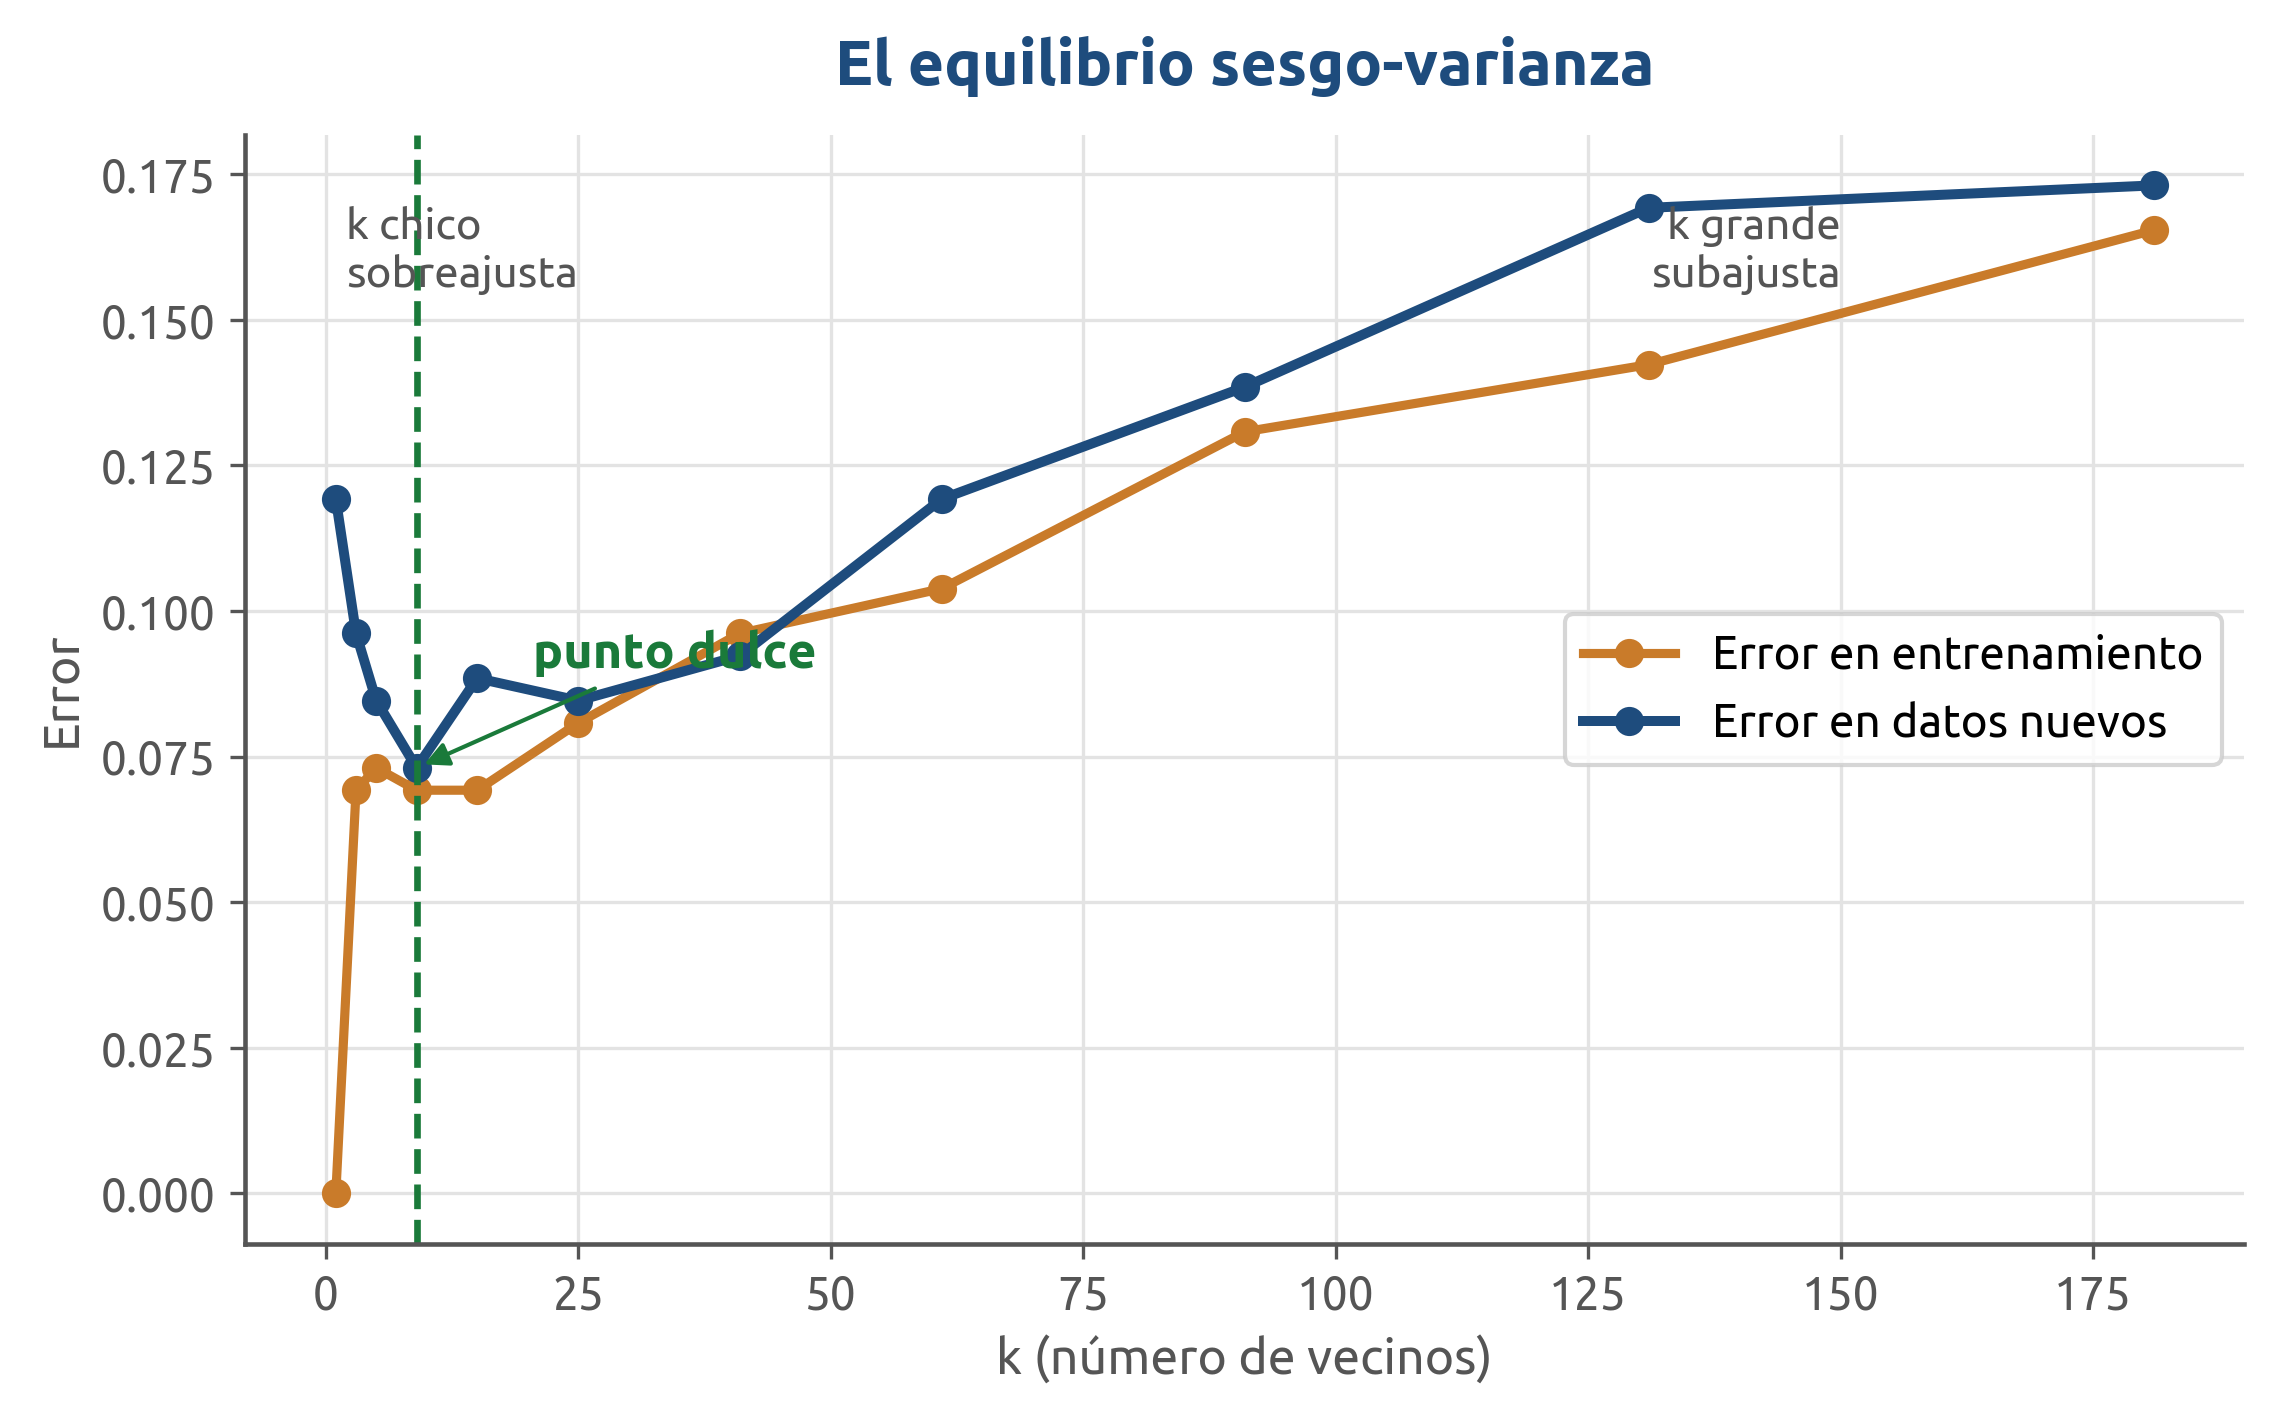 El equilibrio sesgo-varianza
0.175
0.150
0.125
0.100
0.075
0.050
0.025
0.000
Error
k chico
sobreajusta
k grande
subajusta
punto dulce
Error en entrenamiento
Error en datos nuevos
0
25
50
75
100
125
150
175
k (número de vecinos)